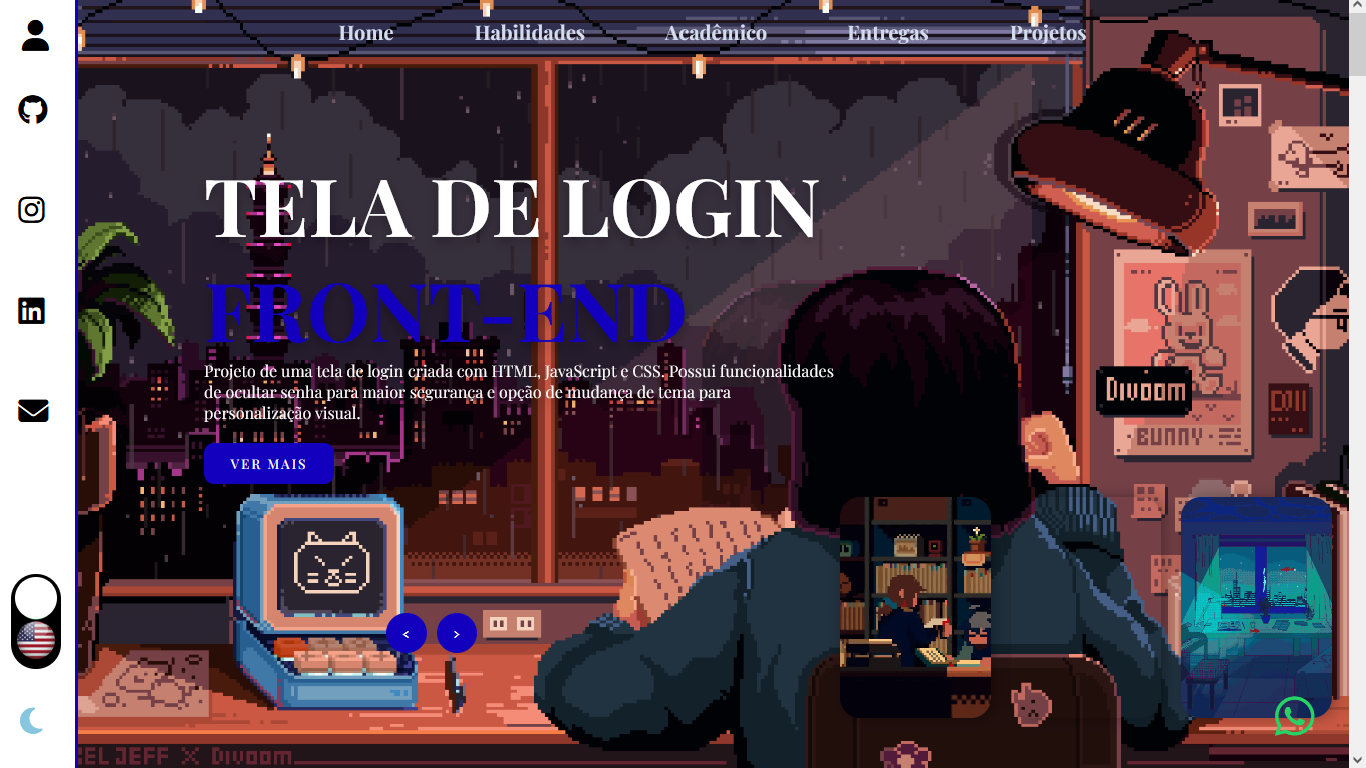 Home Habilidades Acadêmico Entregas Projetos
TELA DE LOGIN
FRONT-END
Projeto de uma tela de login criada com HTML, JavaScript e CSS. Possui funcionalidades
de ocultar senha para maior segurança e opção de mudança de tema para
personalização visual.
VER MAIS
Divoom
BUNNY
< >
EL JEFF X Divoom